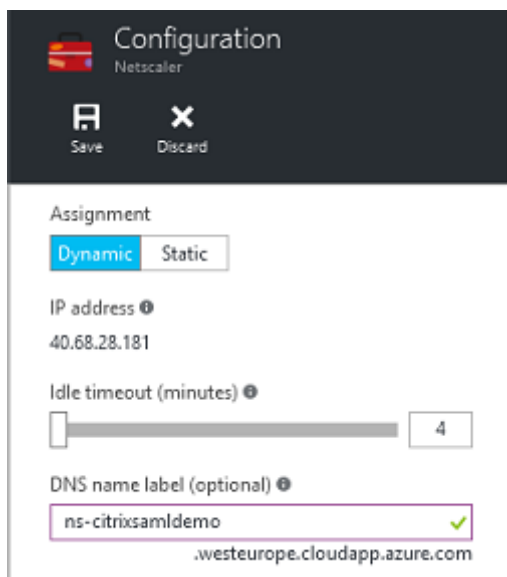 Configuration
Netscaler
Save Discard
Assignment
Dynamic Static
IP address
40.68.28.181
Idle timeout (minutes)
4
DNS name label (optional)
ns-citrixsamldemo
.westeurope.cloudapp.azure.com